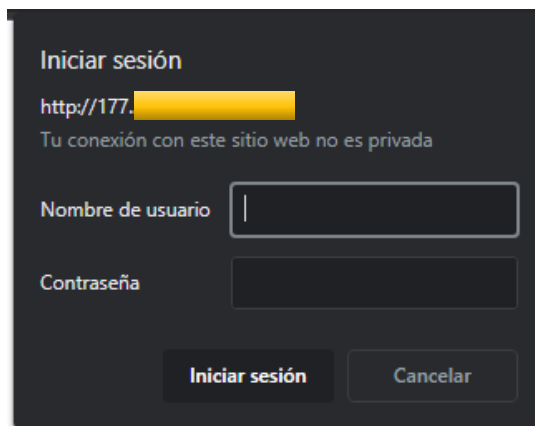 Iniciar sesión
http://177.
Tu conexión con este sitio web no es privada
Nombre de usuario
Contraseña
Iniciar sesión Cancelar